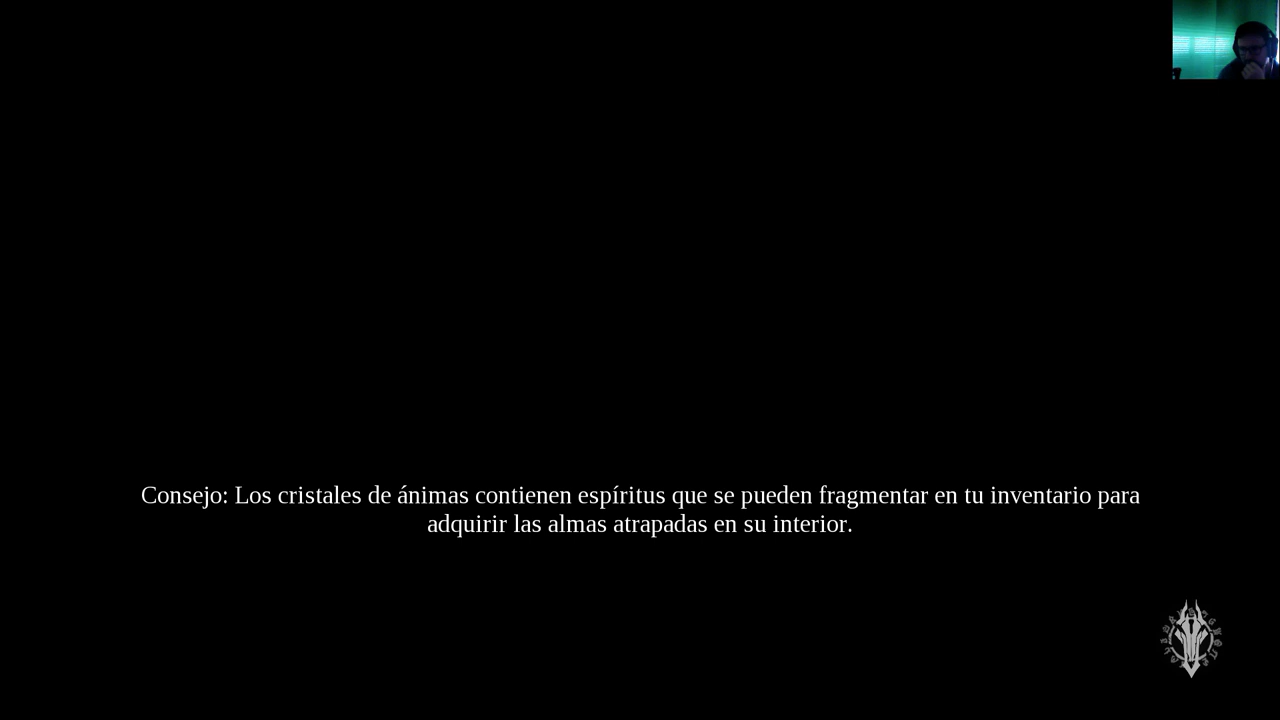 Consejo: Los cristales de ánimas contienen espíritus que se pueden fragmentar en tu inventario para
adquirir las almas atrapadas en su interior.